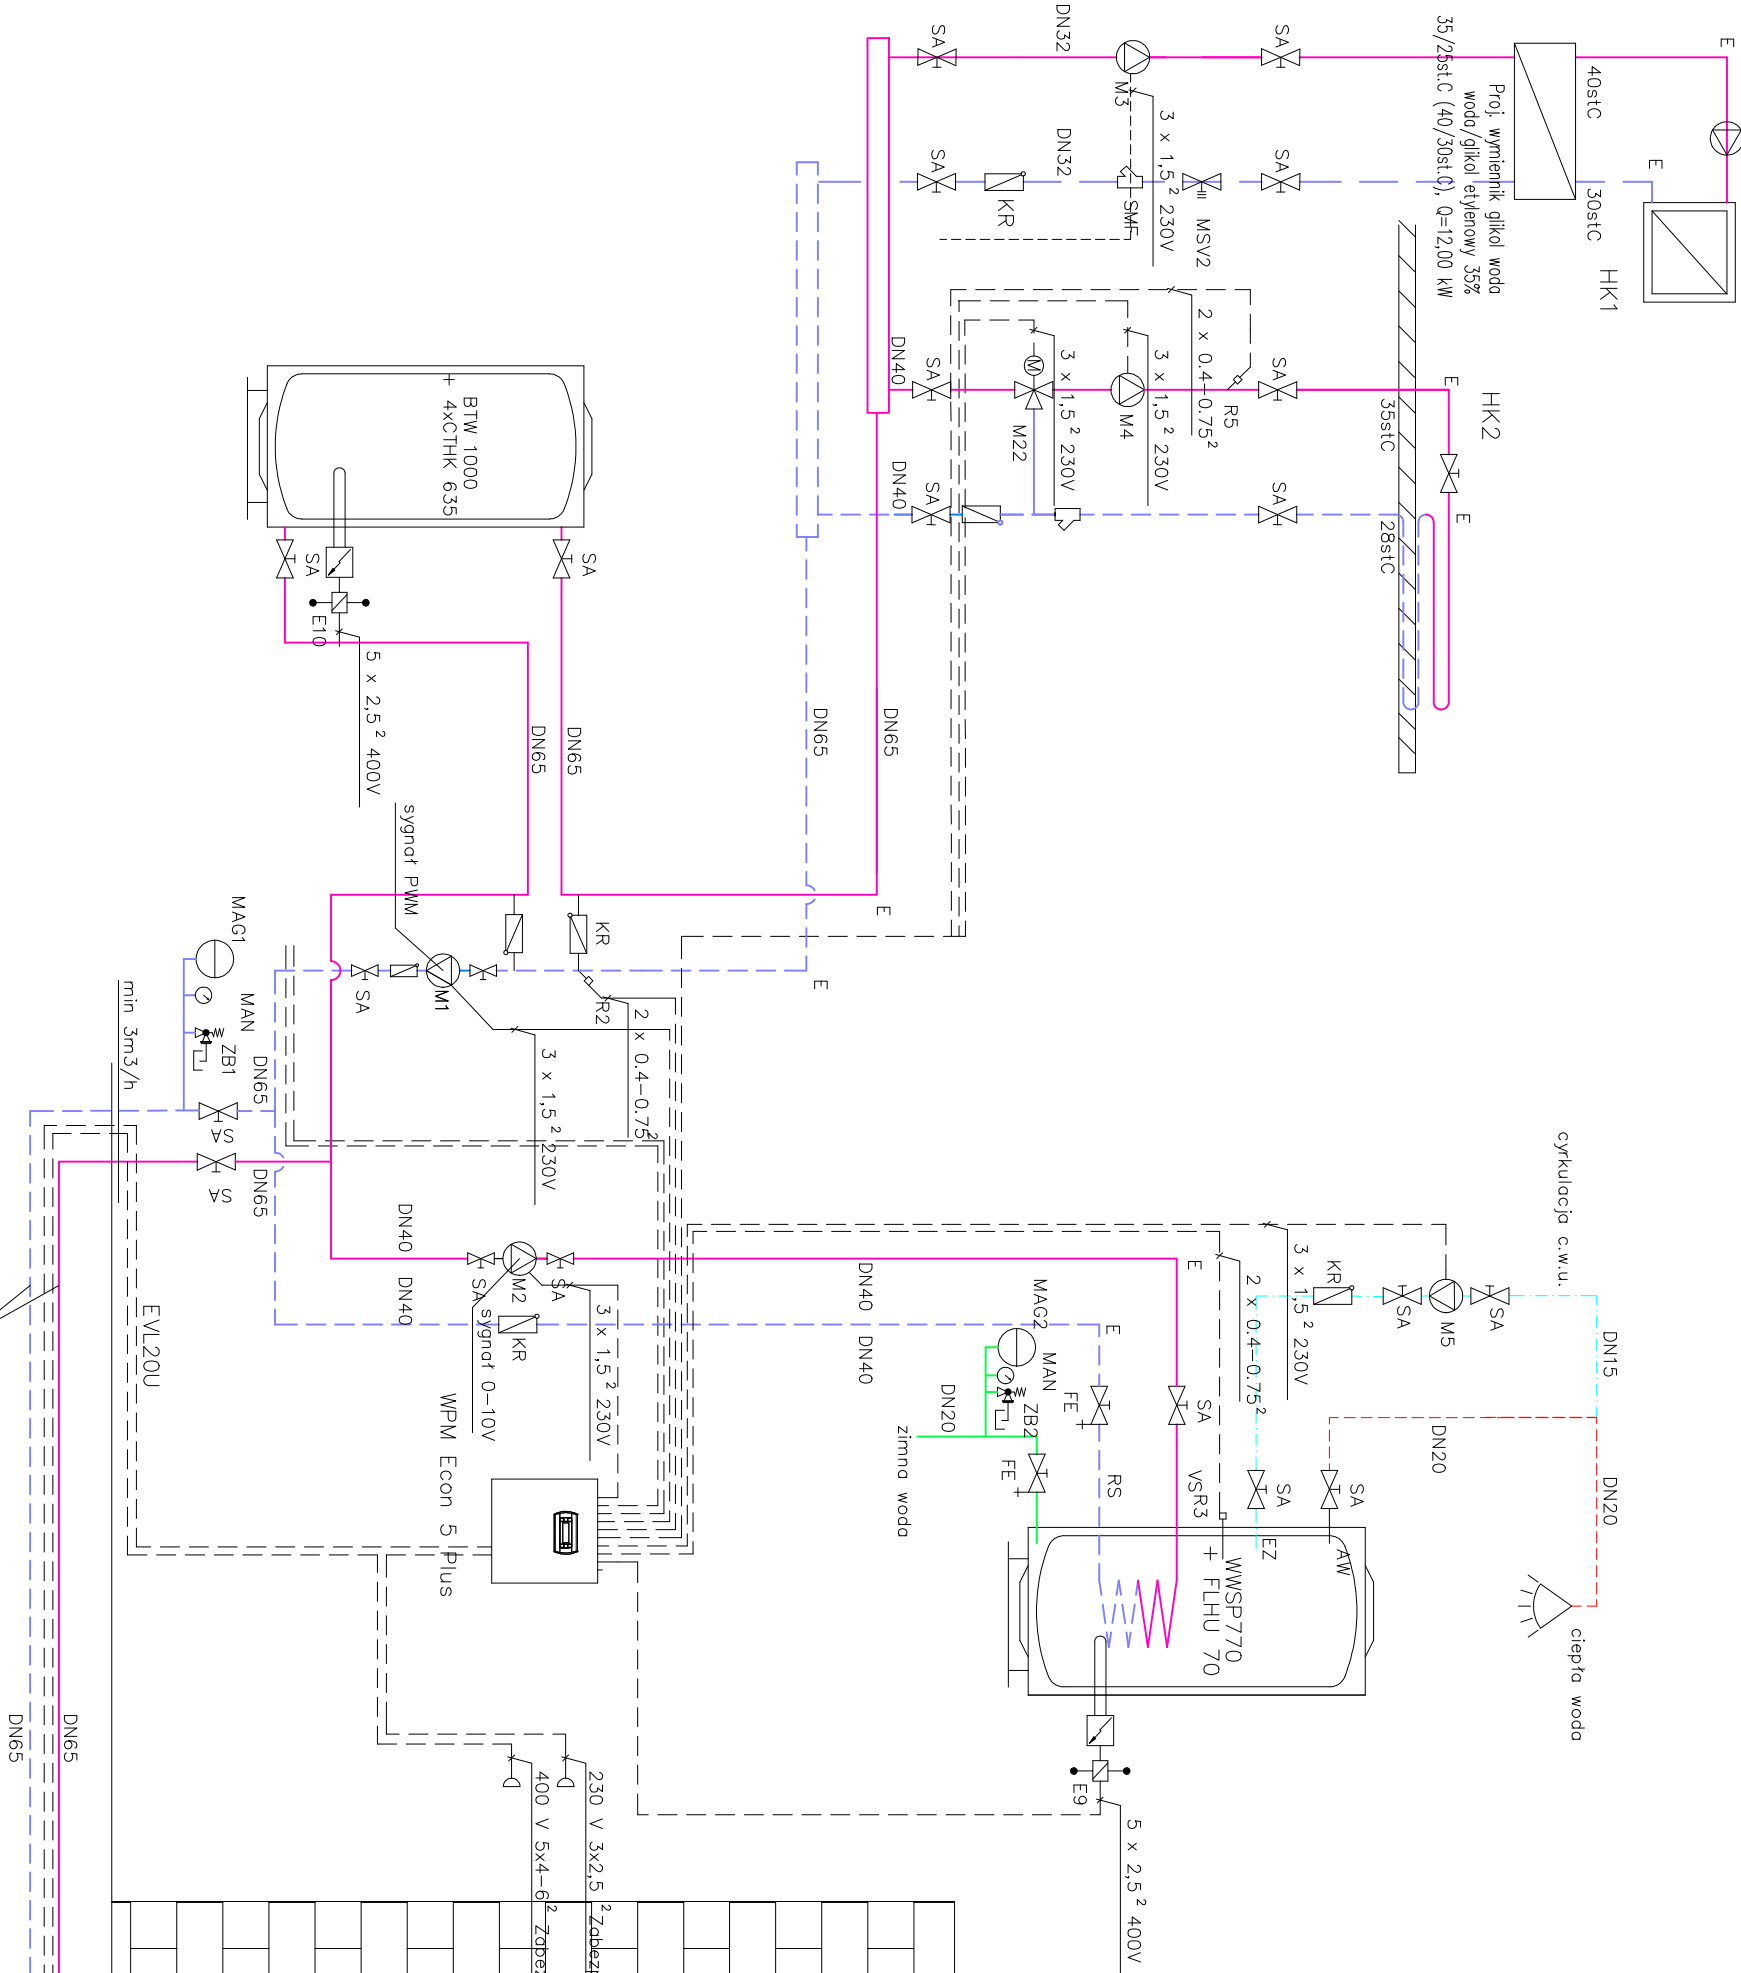 E
40stC
30stC
E
HK1
Proj. wymiennik glikol woda
woda/glikol etylenowy 35%
35/25st.C (40/30st.C), Q=12,00 kW
SA
DN32
M3
SA
3 x 1,5² 230V
SA
DN32
KR
SMF
MSV2
SA
DN40
SA
M
M22
3 x 1,5² 230V
M4
3 x 1,5² 230V
2 x 0.4-0.75²
R5
SA
35stC
HK2
E
E
DN40
SA
SA
28stC
BTW 1000
+ 4xCTHK 635
SA
SA
E10
5 x 2,5² 400V
DN65
DN65
DN65
DN65
sygnał PWM
E
E
KR
R2
2 x 0.4-0.75²
M1
SA
3 x 1,5² 230V
MAG1
MAN
ZB1
DN65
SA
SA
DN65
min 3m3/h
EVL20U
DN40
DN40
SA
M2
SA
KR
sygnał 0-10V
3 x 1,5² 230V
DN40
DN40
E
E
MAG2
MAN
ZB2
DN20
zimna woda
FE
FE
RS
SA
VS
R3
2 x 0.4-0.75²
3 x 1,5² 230V
KR
SA
M5
SA
cyrkulacja c.w.u.
DN15
DN20
DN20
SA
SA
EZ
AW
WWSP770
+ FLHU 70
ciepła woda
WPM Econ 5 Plus
E9
5 x 2,5² 400V
230 V 3x2,5²
400 V 5x4-6²
DN65
DN65